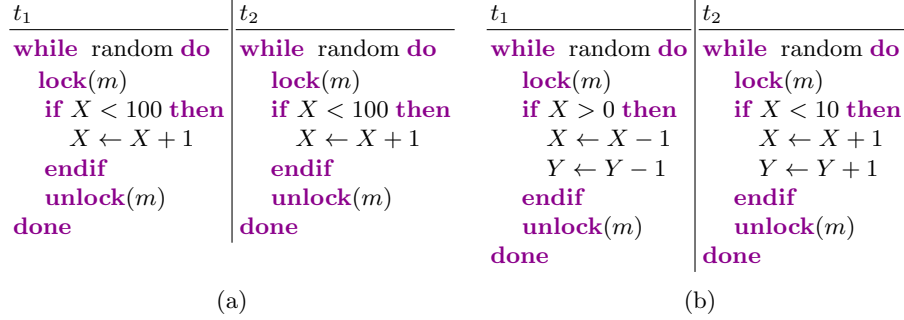 t₁ t₂ t₁ t₂
while random do while random do while random do while random do
lock(m) lock(m) lock(m) lock(m)
if X < 100 then if X < 100 then if X > 0 then if X < 10 then
X ← X + 1 X ← X + 1 X ← X − 1 X ← X + 1
endif endif Y ← Y − 1 Y ← Y + 1
unlock(m) unlock(m) endif endif
done done unlock(m) unlock(m)
done done
(a) (b)